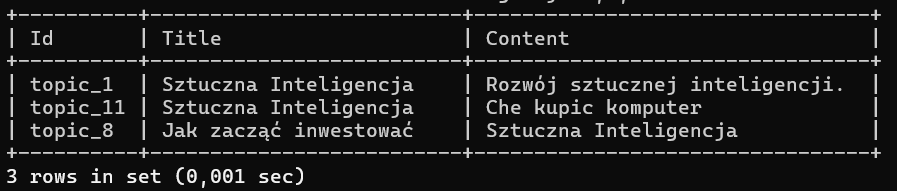 +----------+-------------------------+-------------------------------+
| Id       | Title                   | Content                       |
+----------+-------------------------+-------------------------------+
| topic_1  | Sztuczna Inteligencja   | Rozwój sztucznej inteligencji. |
| topic_11 | Sztuczna Inteligencja   | Che kupic komputer            |
| topic_8  | Jak zacząć inwestować   | Sztuczna Inteligencja         |
+----------+-------------------------+-------------------------------+
3 rows in set (0,001 sec)